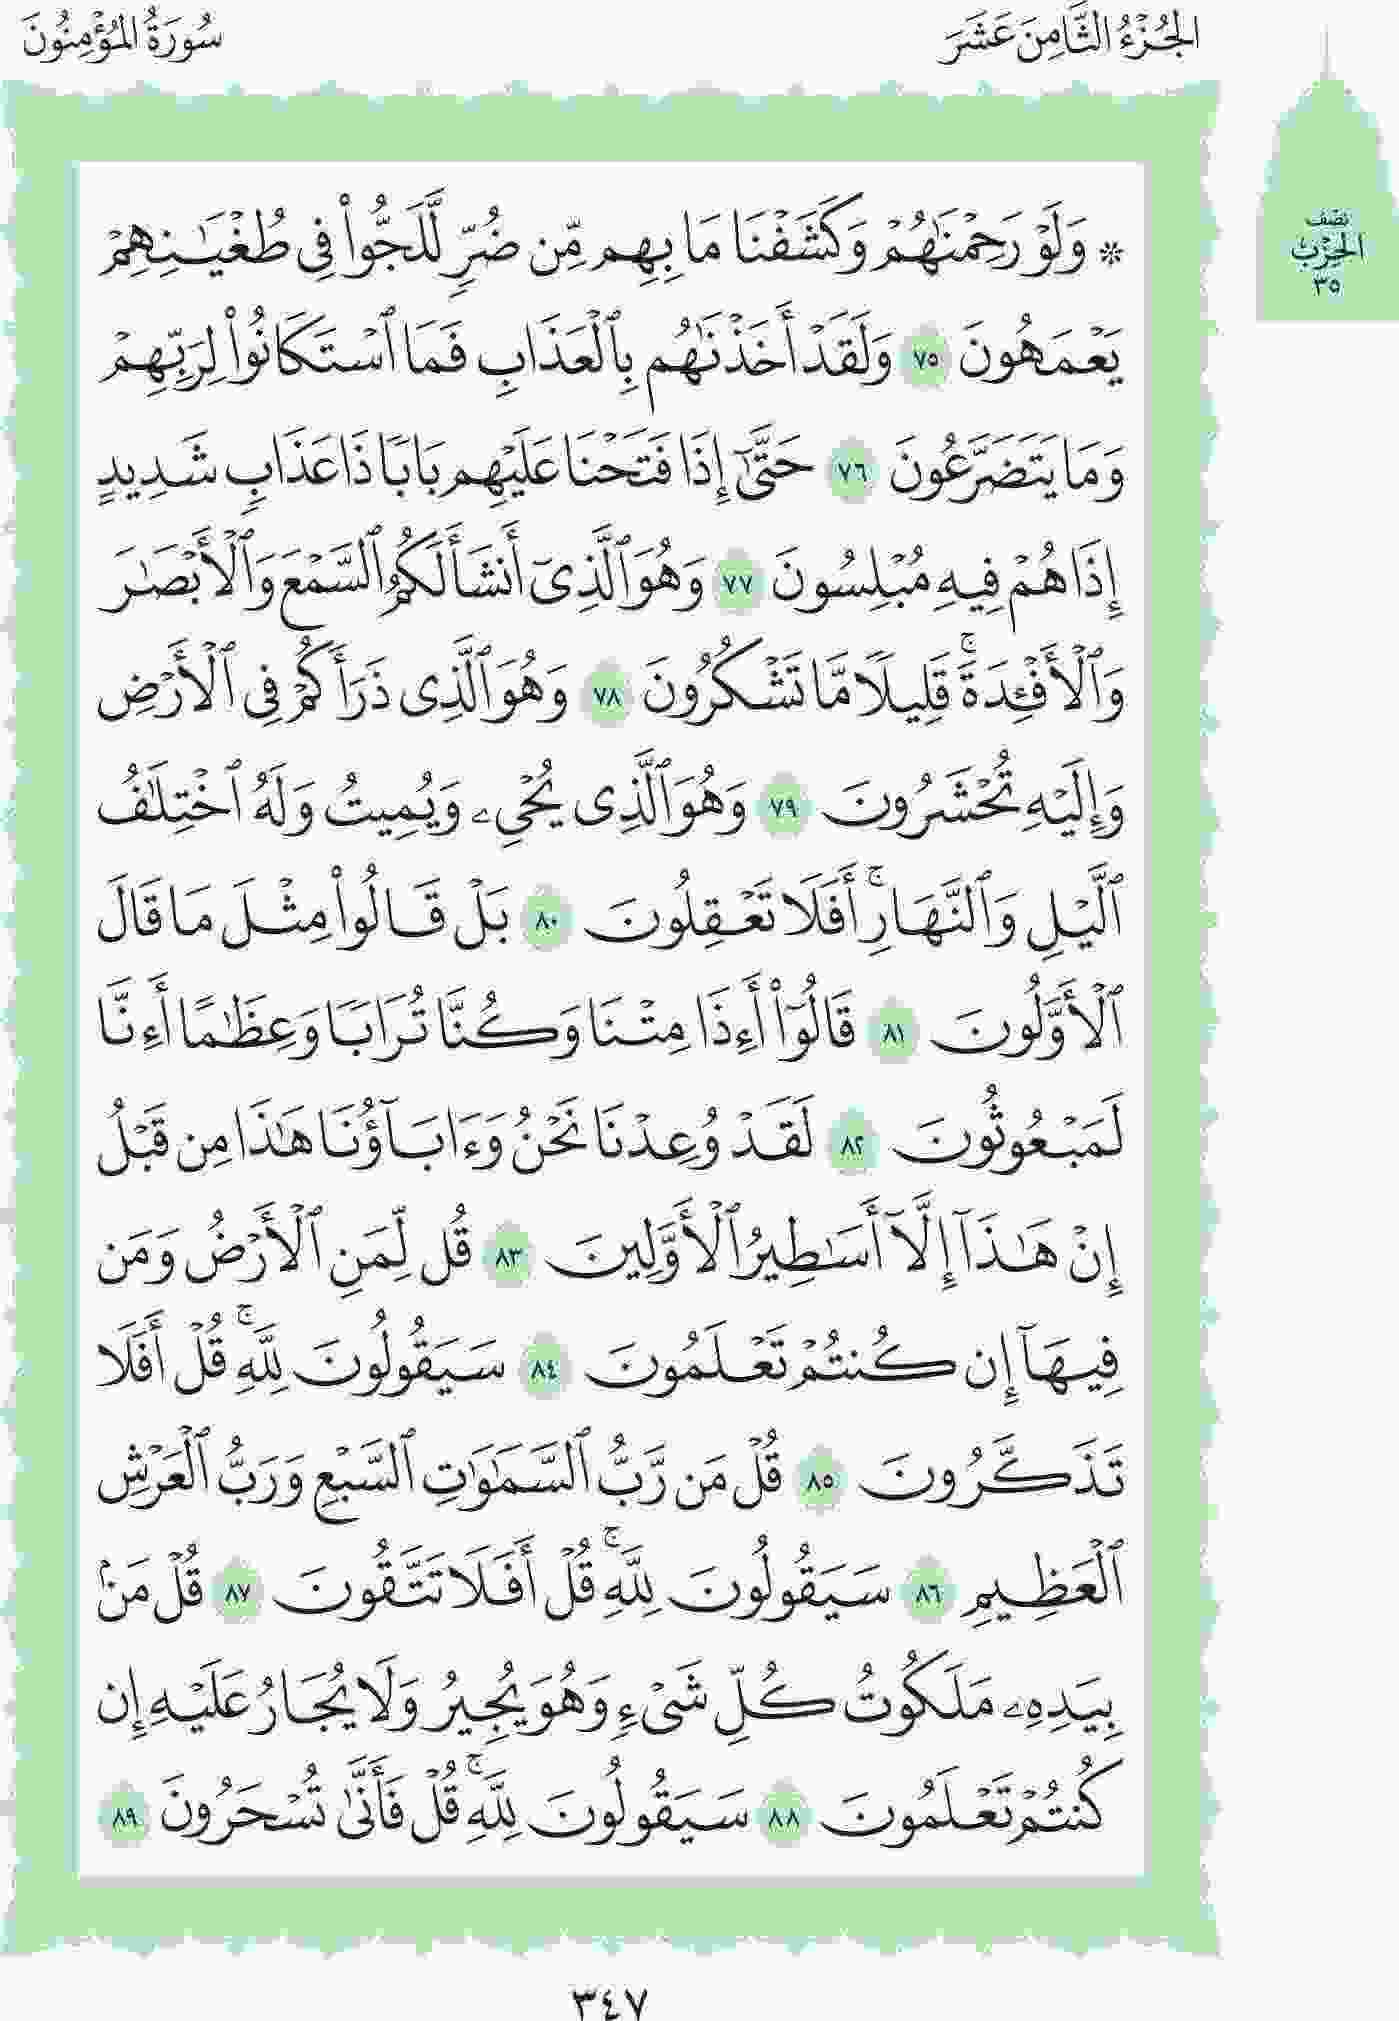 الجُزْءُ الثَّامِنَ عَشَرَ
سُورَةُ المُؤْمِنُونَ
نصف
الحِزب
٣٥
۞ وَلَوْ رَحِمْنَٰهُمْ وَكَشَفْنَا مَا بِهِم مِّن ضُرٍّ لَّلَجُّوا۟ فِى طُغْيَٰنِهِمْ
يَعْمَهُونَ ٧٥ وَلَقَدْ أَخَذْنَٰهُم بِٱلْعَذَابِ فَمَا ٱسْتَكَانُوا۟ لِرَبِّهِمْ
وَمَا يَتَضَرَّعُونَ ٧٦ حَتَّىٰٓ إِذَا فَتَحْنَا عَلَيْهِم بَابًا ذَا عَذَابٍ شَدِيدٍ
إِذَا هُمْ فِيهِ مُبْلِسُونَ ٧٧ وَهُوَ ٱلَّذِىٓ أَنشَأَ لَكُمُ ٱلسَّمْعَ وَٱلْأَبْصَٰرَ
وَٱلْأَفْـِٔدَةَ ۚ قَلِيلًا مَّا تَشْكُرُونَ ٧٨ وَهُوَ ٱلَّذِى ذَرَأَكُمْ فِى ٱلْأَرْضِ
وَإِلَيْهِ تُحْشَرُونَ ٧٩ وَهُوَ ٱلَّذِى يُحْىِۦ وَيُمِيتُ وَلَهُ ٱخْتِلَٰفُ
ٱلَّيْلِ وَٱلنَّهَارِ ۚ أَفَلَا تَعْقِلُونَ ٨٠ بَلْ قَالُوا۟ مِثْلَ مَا قَالَ
ٱلْأَوَّلُونَ ٨١ قَالُوٓا۟ أَءِذَا مِتْنَا وَكُنَّا تُرَابًا وَعِظَٰمًا أَءِنَّا
لَمَبْعُوثُونَ ٨٢ لَقَدْ وُعِدْنَا نَحْنُ وَءَابَآؤُنَا هَٰذَا مِن قَبْلُ
إِنْ هَٰذَآ إِلَّآ أَسَٰطِيرُ ٱلْأَوَّلِينَ ٨٣ قُل لِّمَنِ ٱلْأَرْضُ وَمَن
فِيهَآ إِن كُنتُمْ تَعْلَمُونَ ٨٤ سَيَقُولُونَ لِلَّهِ ۚ قُلْ أَفَلَا
تَذَكَّرُونَ ٨٥ قُلْ مَن رَّبُّ ٱلسَّمَٰوَٰتِ ٱلسَّبْعِ وَرَبُّ ٱلْعَرْشِ
ٱلْعَظِيمِ ٨٦ سَيَقُولُونَ لِلَّهِ ۚ قُلْ أَفَلَا تَتَّقُونَ ٨٧ قُلْ مَنۢ
بِيَدِهِۦ مَلَكُوتُ كُلِّ شَىْءٍ وَهُوَ يُجِيرُ وَلَا يُجَارُ عَلَيْهِ إِن
كُنتُمْ تَعْلَمُونَ ٨٨ سَيَقُولُونَ لِلَّهِ ۚ قُلْ فَأَنَّىٰ تُسْحَرُونَ ٨٩
٣٤٧